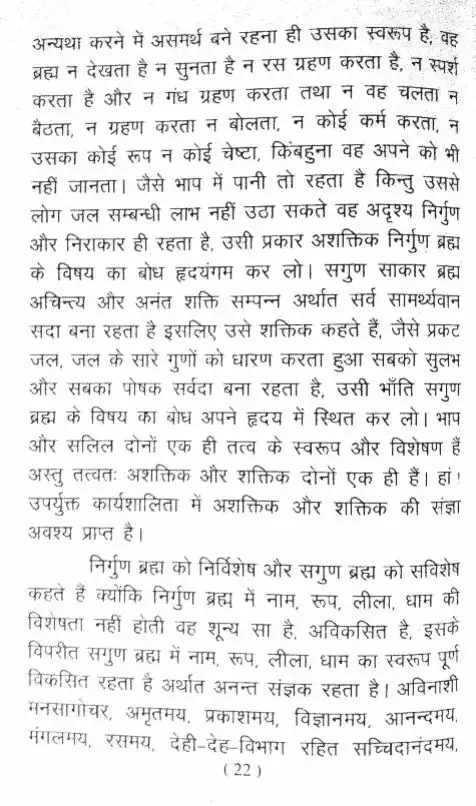 अन्यथा करने में असमर्थ बने रहना ही उसका स्वरूप है, वह
ब्रह्म न देखता है न सुनता है न रस ग्रहण करता है, न स्पर्श
करता है और न गंध ग्रहण करता तथा न वह चलता न
बैठता, न ग्रहण करता न बोलता, न कोई कर्म करता, न
उसका कोई रूप न कोई चेष्टा, किंबहुना वह अपने को भी
नहीं जानता। जैसे भाप में पानी तो रहता है किन्तु उससे
लोग जल सम्बन्धी लाभ नहीं उठा सकते वह अदृश्य निर्गुण
और निराकार ही रहता है, उसी प्रकार अशक्तिक निर्गुण ब्रह्म
के विषय का बोध हृदयंगम कर लो। सगुण साकार ब्रह्म
अचिन्त्य और अनंत शक्ति सम्पन्न अर्थात सर्व सामर्थ्यवान
सदा बना रहता है इसलिए उसे शक्तिक कहते हैं, जैसे प्रकट
जल, जल के सारे गुणों को धारण करता हुआ सबको सुलभ
और सबका पोषक सर्वदा बना रहता है, उसी भाँति सगुण
ब्रह्म के विषय का बोध अपने हृदय में स्थित कर लो। भाप
और सलिल दोनों एक ही तत्व के स्वरूप और विशेषण हैं
अस्तु तत्वतः अशक्तिक और शक्तिक दोनों एक ही हैं। हां!
उपर्युक्त कार्यशालिता में अशक्तिक और शक्तिक की संज्ञा
अवश्य प्राप्त है।
निर्गुण ब्रह्म को निर्विशेष और सगुण ब्रह्म को सविशेष
कहते हैं क्योंकि निर्गुण ब्रह्म में नाम, रूप, लीला, धाम की
विशेषता नहीं होती वह शून्य सा है, अविकसित है, इसके
विपरीत सगुण ब्रह्म में नाम, रूप, लीला, धाम का स्वरूप पूर्ण
विकसित रहता है अर्थात अनन्त संज्ञक रहता है। अविनाशी
मनसागोचर, अमृतमय, प्रकाशमय, विज्ञानमय, आनन्दमय,
मंगलमय, रसमय, देही-देह-विभाग रहित सच्चिदानंदमय,
( 22 )